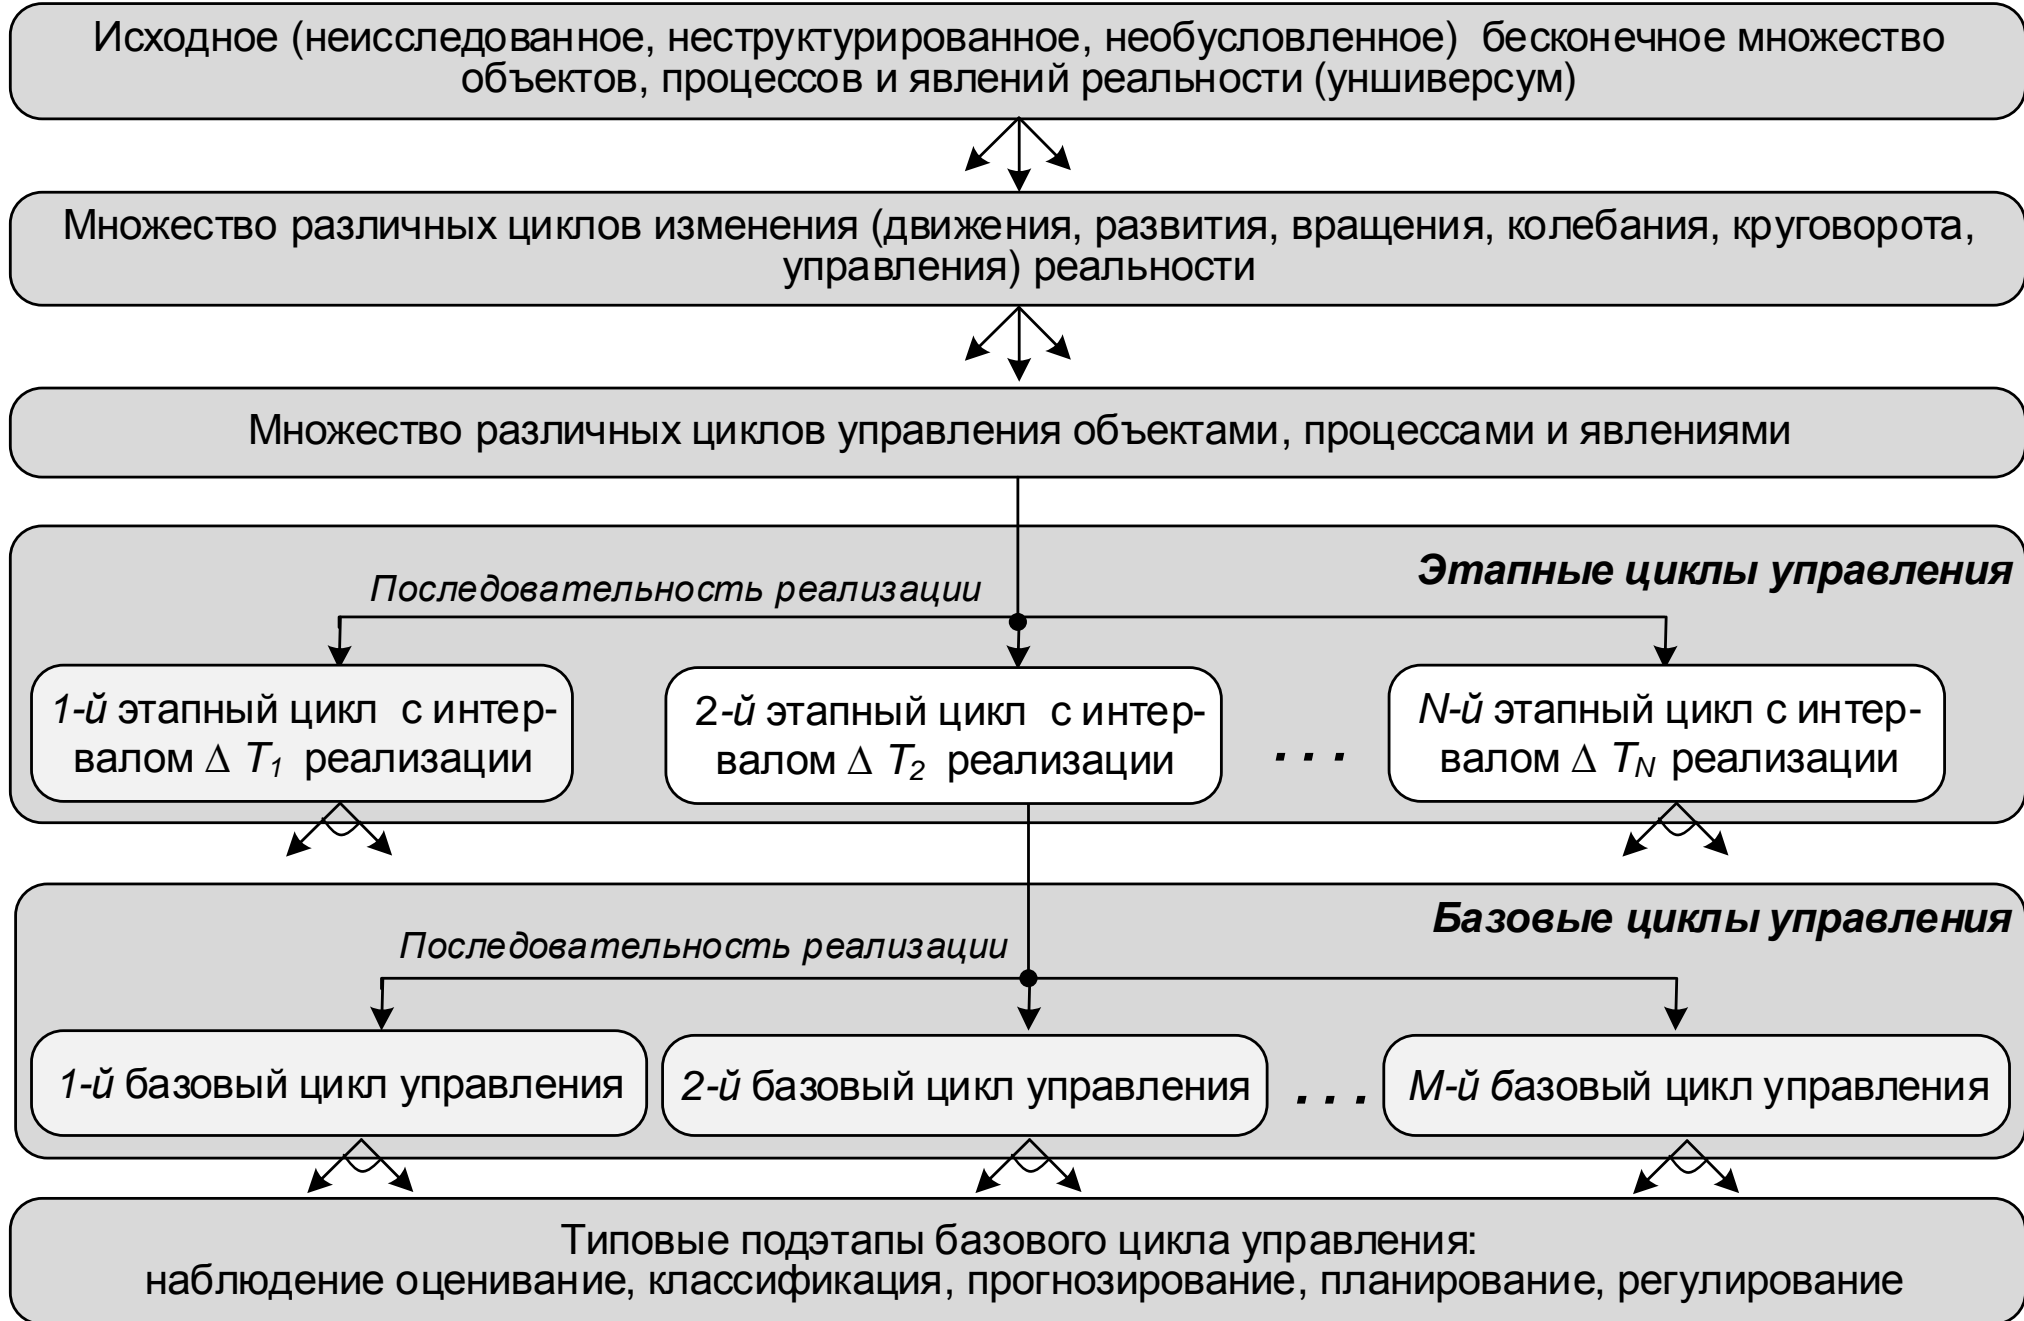 Исходное (неисследованное, неструктурированное, необусловленное) бесконечное множество
объектов, процессов и явлений реальности (уншиверсум)
Множество различных циклов изменения (движения, развития, вращения, колебания, круговорота,
управления) реальности
Множество различных циклов управления объектами, процессами и явлениями
Этапные циклы управления
Последовательность реализации
1-й этапный цикл с интер-
валом Δ T₁ реализации
2-й этапный цикл с интер-
валом Δ T₂ реализации
. . .
N-й этапный цикл с интер-
валом Δ T_N реализации
Базовые циклы управления
Последовательность реализации
1-й базовый цикл управления
2-й базовый цикл управления
. . .
М-й базовый цикл управления
Типовые подэтапы базового цикла управления:
наблюдение оценивание, классификация, прогнозирование, планирование, регулирование